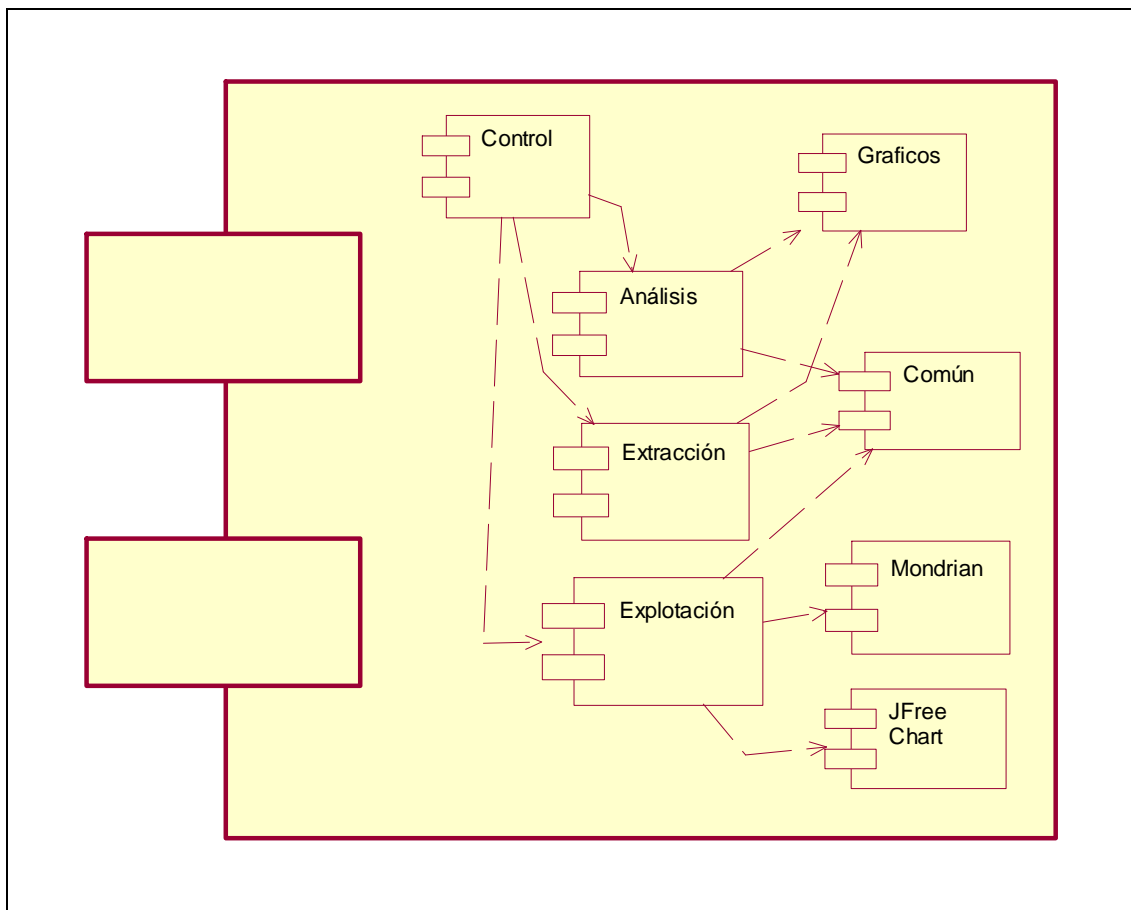 Control
Graficos
Análisis
Común
Extracción
Mondrian
Explotación
JFree
Chart